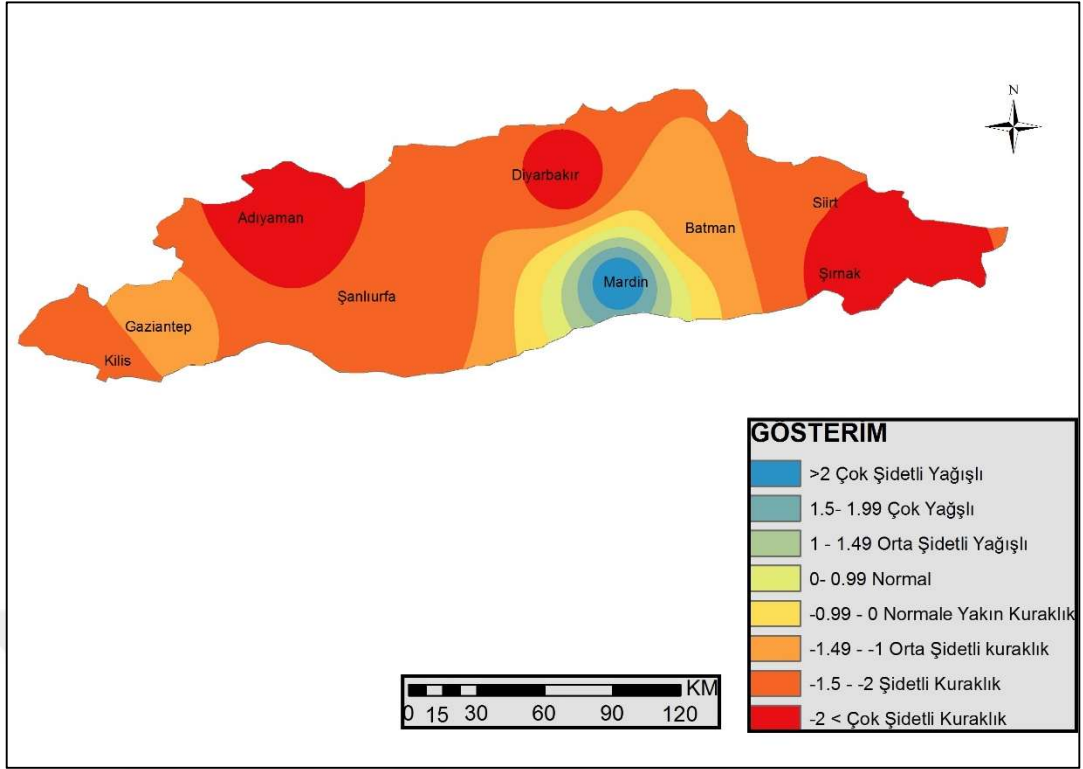 N
Diyarbakır
Siirt
Adıyaman
Batman
Şırnak
Mardin
Şanlıurfa
Gaziantep
Kilis
GÖSTERİM
>2 Çok Şidetli Yağışlı
1.5- 1.99 Çok Yağşlı
1 - 1.49 Orta Şidetli Yağışlı
0- 0.99 Normal
-0.99 - 0 Normale Yakın Kuraklık
-1.49 - -1 Orta Şidetli kuraklık
-1.5 - -2 Şidetli Kuraklık
-2 < Çok Şidetli Kuraklık
KM
0 15 30 60 90 120